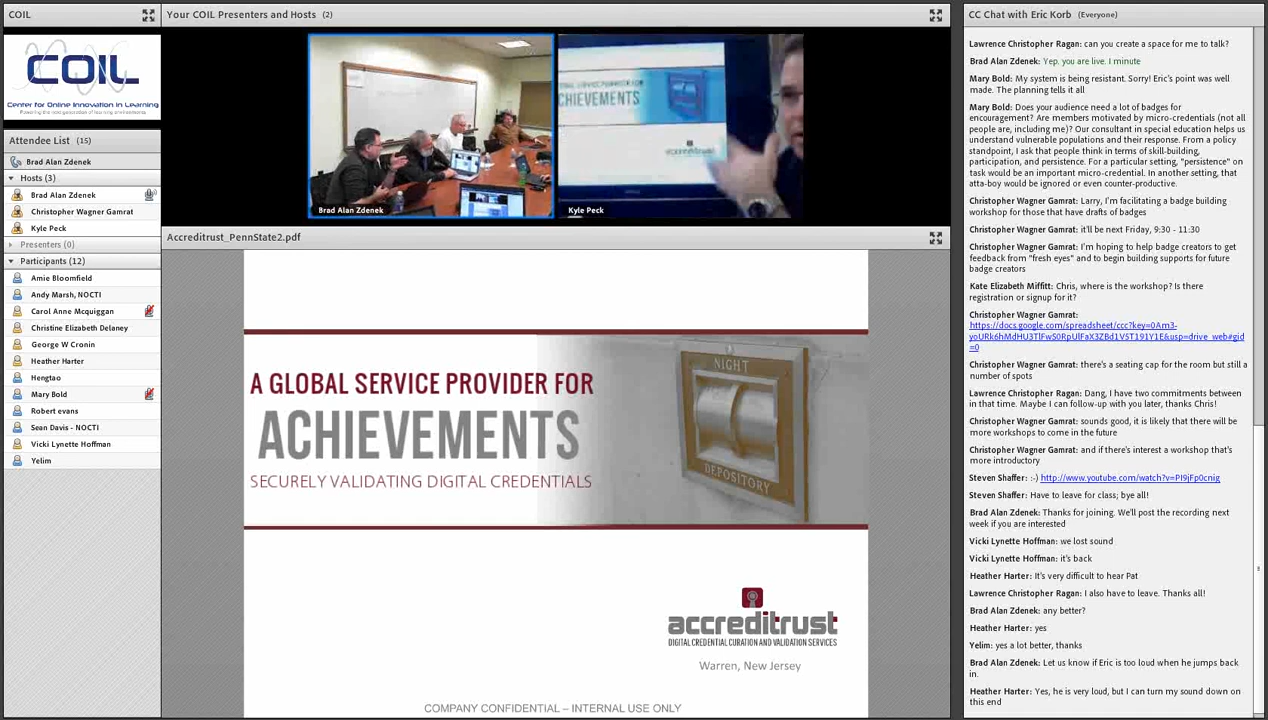 COIL
Your COIL Presenters and Hosts (2)
CC Chat with Eric Korb (Everyone)
COIL
Center for Online Innovation in Learning
Attendee List (15)
Brad Alan Zdenek
Hosts (3)
Brad Alan Zdenek
Christopher Wagner Gamrat
Kyle Peck
Presenters (0)
Participants (12)
Amie Bloomfield
Andy Marsh, NOCTI
Carol Anne Mcquiggan
Christine Elizabeth Delaney
George W Cronin
Heather Harter
Hengtao
Mary Bold
Robert evans
Sean Davis - NOCTI
Vicki Lynette Hoffman
Yelim
SERVICE PROVIDER FOR
CHIEVEMENTS
Brad Alan Zdenek
Kyle Peck
Accreditrust_PennState2.pdf
A GLOBAL SERVICE PROVIDER FOR
ACHIEVEMENTS
SECURELY VALIDATING DIGITAL CREDENTIALS
NIGHT
DEPOSITORY
accreditrust
DIGITAL CREDENTIAL CURATION AND VALIDATION SERVICES
Warren, New Jersey
COMPANY CONFIDENTIAL – INTERNAL USE ONLY
Lawrence Christopher Ragan: can you create a space for me to talk?
Brad Alan Zdenek: Yep. you are live. I minute
Mary Bold: My system is being resistant. Sorry! Eric's point was well
made. The planning tells it all
Mary Bold: Does your audience need a lot of badges for
encouragement? Are members motivated by micro-credentials (not all
people are, including me)? Our consultant in special education helps us
understand vulnerable populations and their response. From a policy
standpoint, I ask that people think in terms of skill-building,
participation, and persistence. For a particular setting, "persistence" on
task would be an important micro-credential. In another setting, that
atta-boy would be ignored or even counter-productive.
Christopher Wagner Gamrat: Larry, I'm facilitating a badge building
workshop for those that have drafts of badges
Christopher Wagner Gamrat: it'll be next Friday, 9:30 - 11:30
Christopher Wagner Gamrat: I'm hoping to help badge creators to get
feedback from "fresh eyes" and to begin building supports for future
badge creators
Kate Elizabeth Miffitt: Chris, where is the workshop? Is there
registration or signup for it?
Christopher Wagner Gamrat:
https://docs.google.com/spreadsheet/ccc?key=0Am3-
yoURk6hMdHU3TlFwS0RpUlFaX3ZBd1V5T191Y1E&usp=drive_web#gid
=0
Christopher Wagner Gamrat: there's a seating cap for the room but still a
number of spots
Lawrence Christopher Ragan: Dang, I have two commitments between
in that time. Maybe I can follow-up with you later, thanks Chris!
Christopher Wagner Gamrat: sounds good, it is likely that there will be
more workshops to come in the future
Christopher Wagner Gamrat: and if there's interest a workshop that's
more introductory
Steven Shaffer: :-) http://www.youtube.com/watch?v=PI9jFp0cnig
Steven Shaffer: Have to leave for class; bye all!
Brad Alan Zdenek: Thanks for joining. We'll post the recording next
week if you are interested
Vicki Lynette Hoffman: we lost sound
Vicki Lynette Hoffman: it's back
Heather Harter: It's very difficult to hear Pat
Lawrence Christopher Ragan: I also have to leave. Thanks all!
Brad Alan Zdenek: any better?
Heather Harter: yes
Yelim: yes a lot better, thanks
Brad Alan Zdenek: Let us know if Eric is too loud when he jumps back
in.
Heather Harter: Yes, he is very loud, but I can turn my sound down on
this end